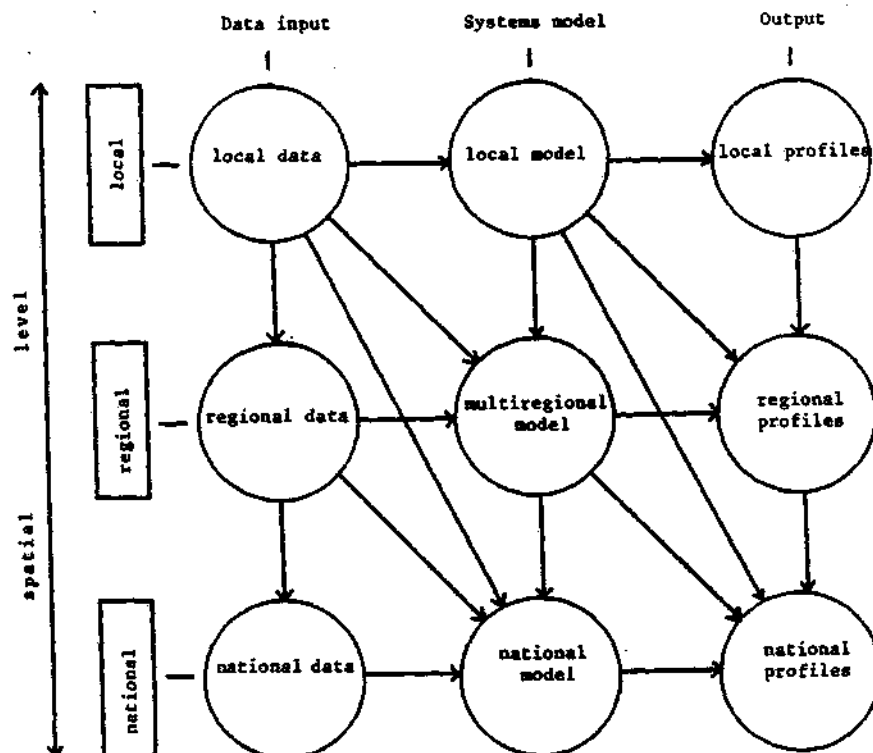 Data input
Systems model
Output
local
local data
local model
local profiles
level
regional
regional data
multiregional
model
regional
profiles
spatial
national
national data
national
model
national
profiles